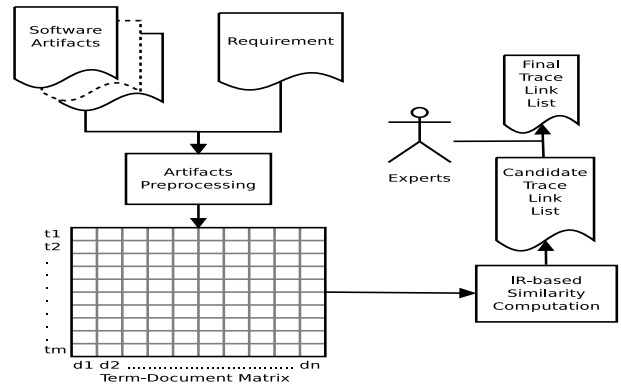 Software
Artifacts
Requirement
Artifacts
Preprocessing
t1
t2
.
.
.
.
.
.
tm
d1 d2 ................................ dn
Term-Document Matrix
IR-based
Similarity
Computation
Candidate
Trace
Link
List
Experts
Final
Trace
Link
List